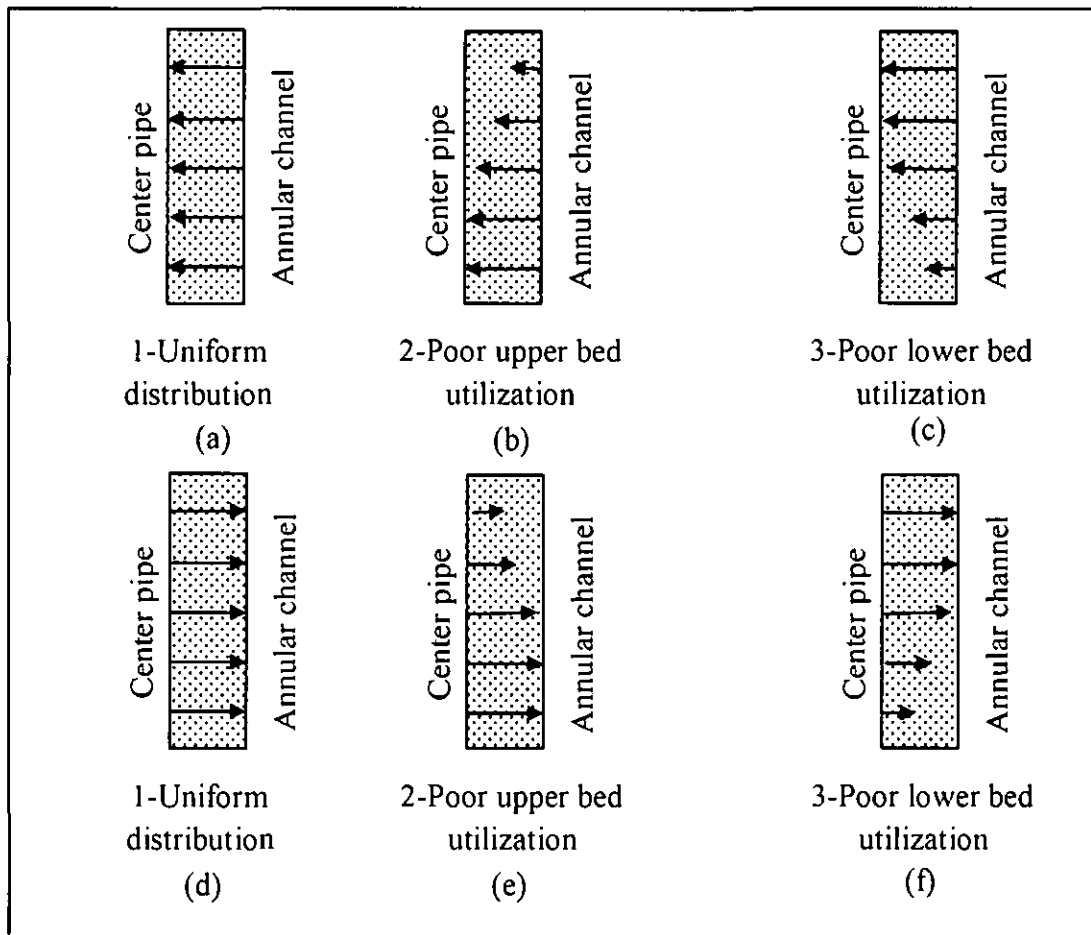 Center pipe
Annular channel
1-Uniform
distribution
(a)
Center pipe
Annular channel
2-Poor upper bed
utilization
(b)
Center pipe
Annular channel
3-Poor lower bed
utilization
(c)
Center pipe
Annular channel
1-Uniform
distribution
(d)
Center pipe
Annular channel
2-Poor upper bed
utilization
(e)
Center pipe
Annular channel
3-Poor lower bed
utilization
(f)